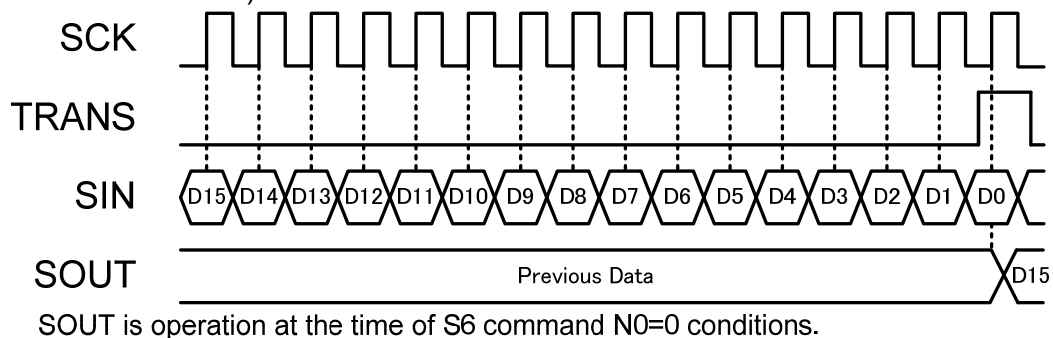 SCK
TRANS
SIN D15 D14 D13 D12 D11 D10 D9 D8 D7 D6 D5 D4 D3 D2 D1 D0
SOUT Previous Data D15
SOUT is operation at the time of S6 command N0=0 conditions.